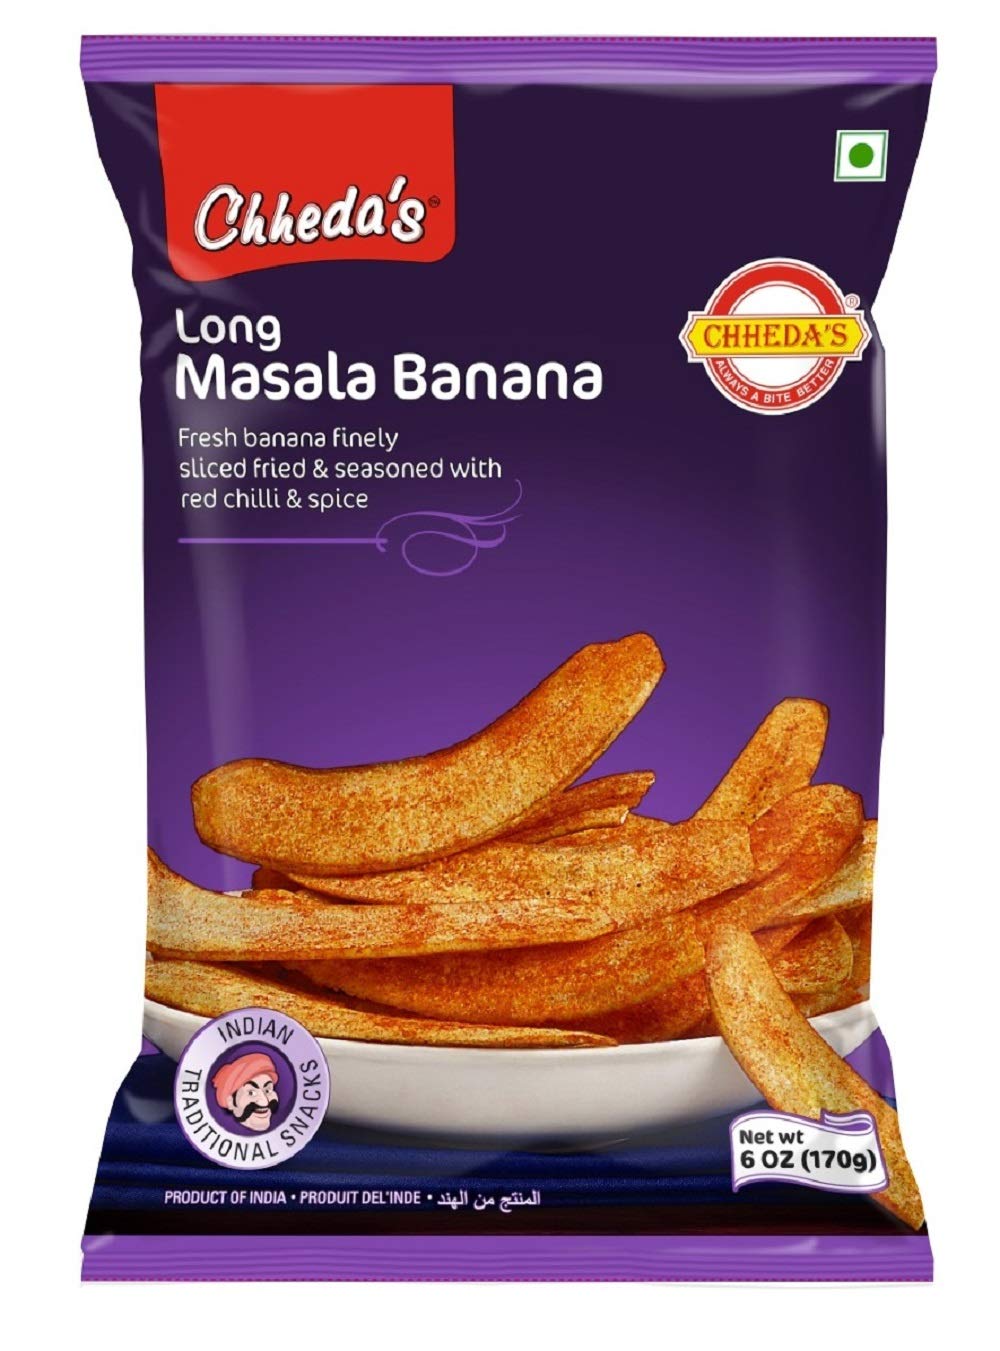 Chheda's™
Long
Masala Banana
Fresh banana finely
sliced fried & seasoned with
red chilli & spice
CHHEDA'S®
ALWAYS A BITE BETTER
INDIAN
TRADITIONAL SNACKS
Net wt
6 OZ (170g)
PRODUCT OF INDIA • PRODUIT DEL'INDE • المنتج من الهند